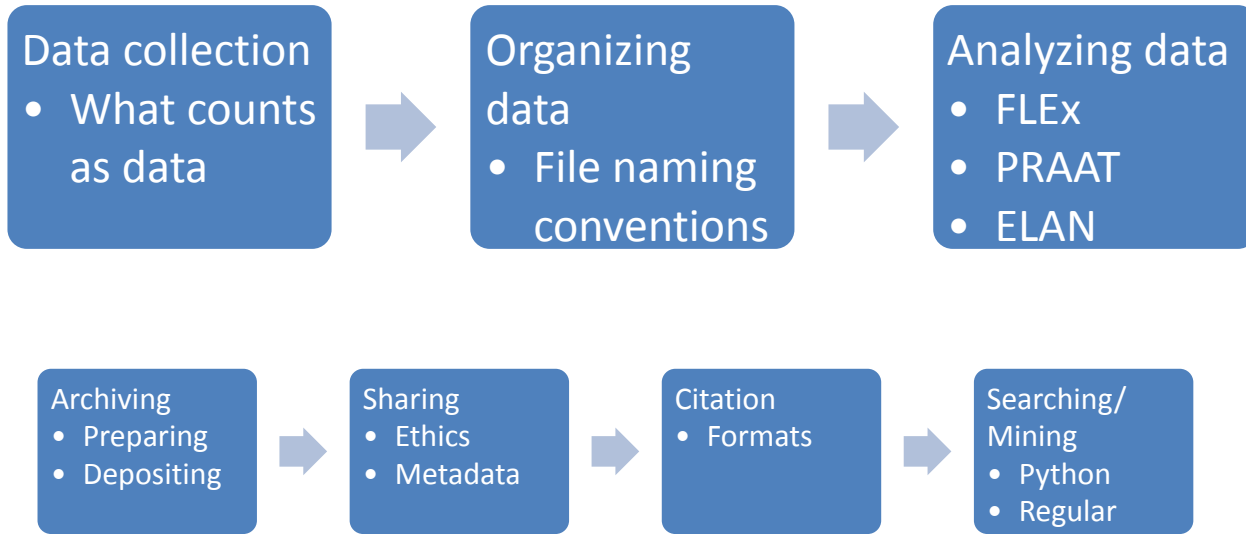 Data collection
• What counts
as data
Organizing
data
• File naming
conventions
Analyzing data
• FLEx
• PRAAT
• ELAN
Archiving
• Preparing
• Depositing
Sharing
• Ethics
• Metadata
Citation
• Formats
Searching/
Mining
• Python
• Regular